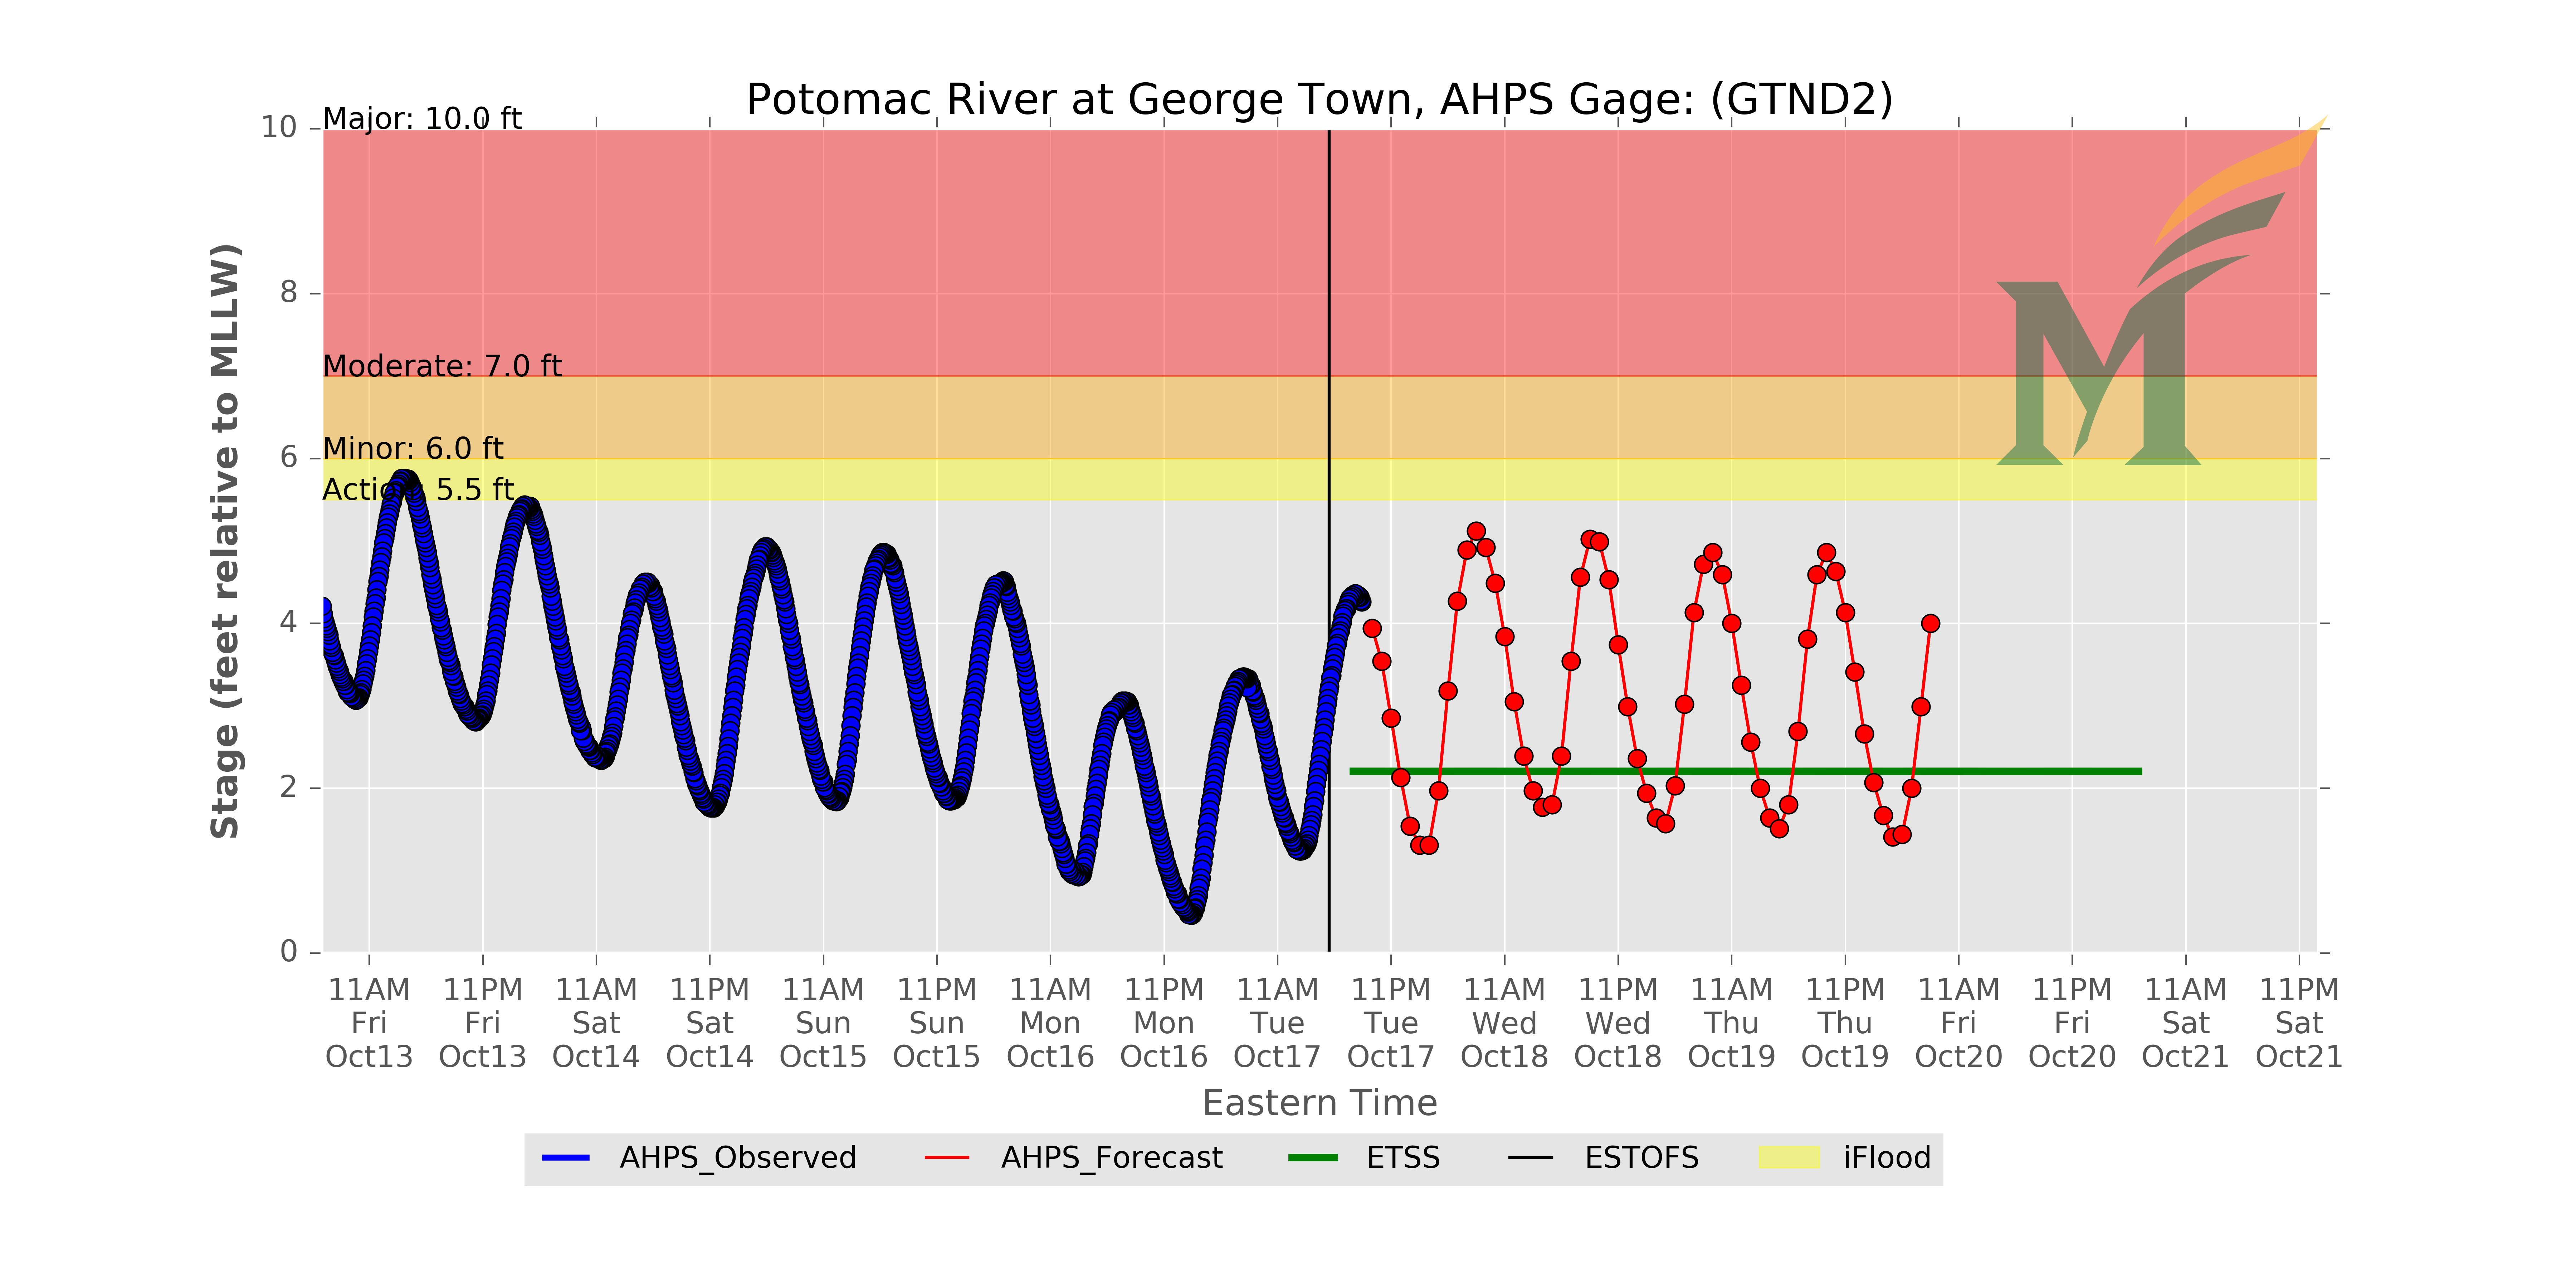 Potomac River at George Town, AHPS Gage: (GTND2)
Major: 10.0 ft
Moderate: 7.0 ft
Minor: 6.0 ft
Action: 5.5 ft
Stage (feet relative to MLLW)
10
8
6
4
2
0
11AM 11PM 11AM 11PM 11AM 11PM 11AM 11PM 11AM 11PM 11AM 11PM 11AM 11PM 11AM 11PM 11AM 11PM
Fri Fri Sat Sat Sun Sun Mon Mon Tue Tue Wed Wed Thu Thu Fri Fri Sat Sat
Oct13 Oct13 Oct14 Oct14 Oct15 Oct15 Oct16 Oct16 Oct17 Oct17 Oct18 Oct18 Oct19 Oct19 Oct20 Oct20 Oct21 Oct21
Eastern Time
AHPS_Observed AHPS_Forecast ETSS ESTOFS iFlood